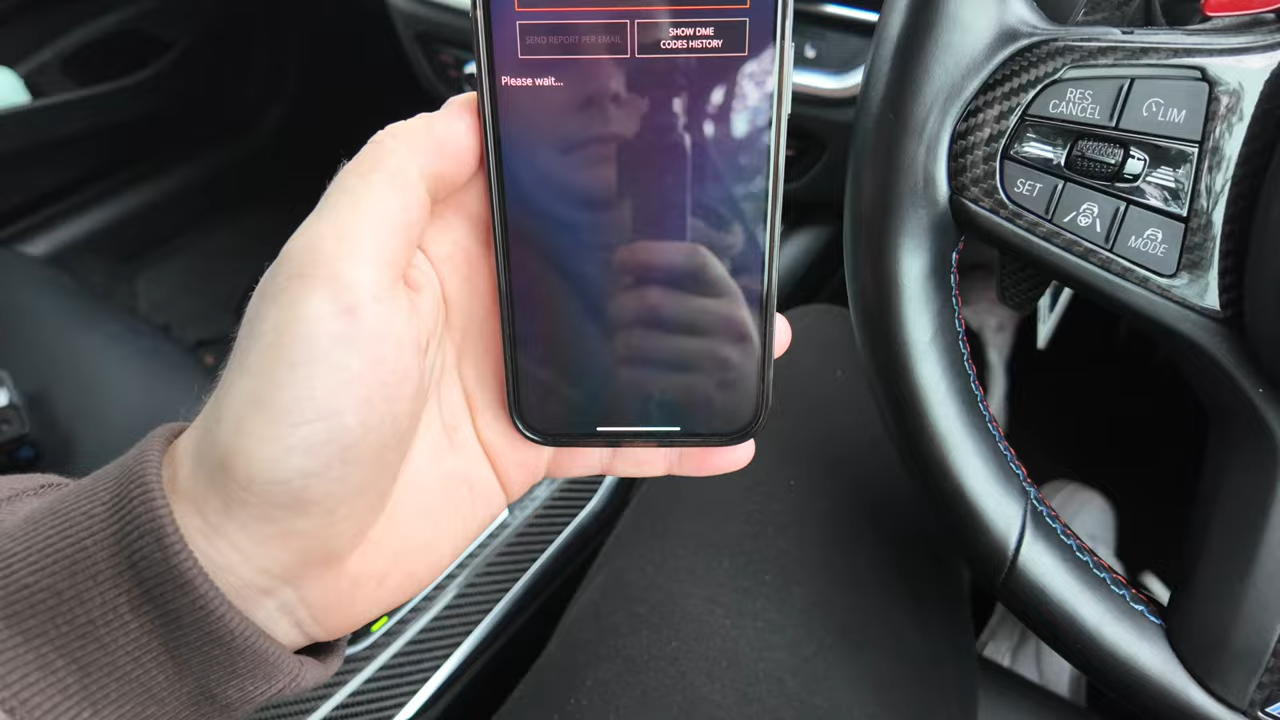 SEND REPORT PER EMAIL
SHOW DME
CODES HISTORY
Please wait...
RES
CANCEL
LIM
SET
MODE